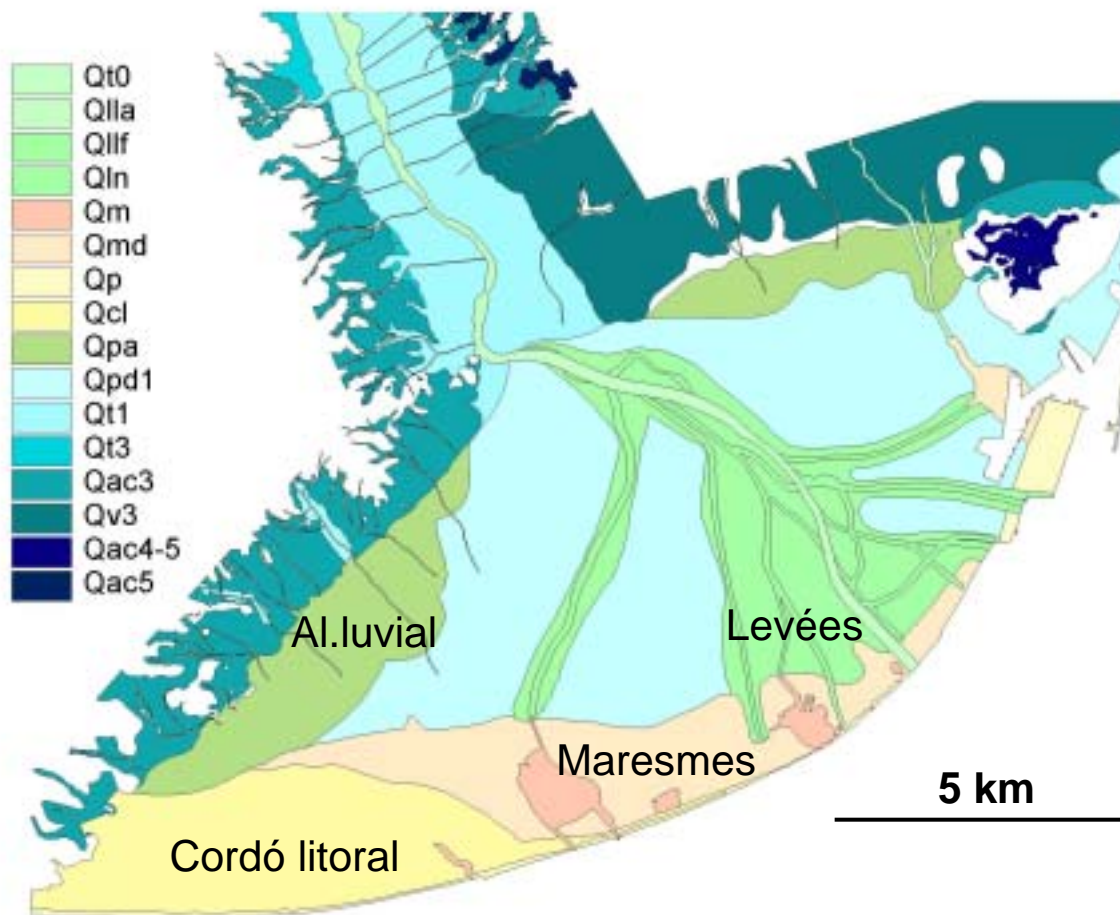 Qt0
Qlla
Qllf
Qln
Qm
Qmd
Qp
Qcl
Qpa
Qpd1
Qt1
Qt3
Qac3
Qv3
Qac4-5
Qac5
Al.luvial
Levées
Maresmes
5 km
Cordó litoral